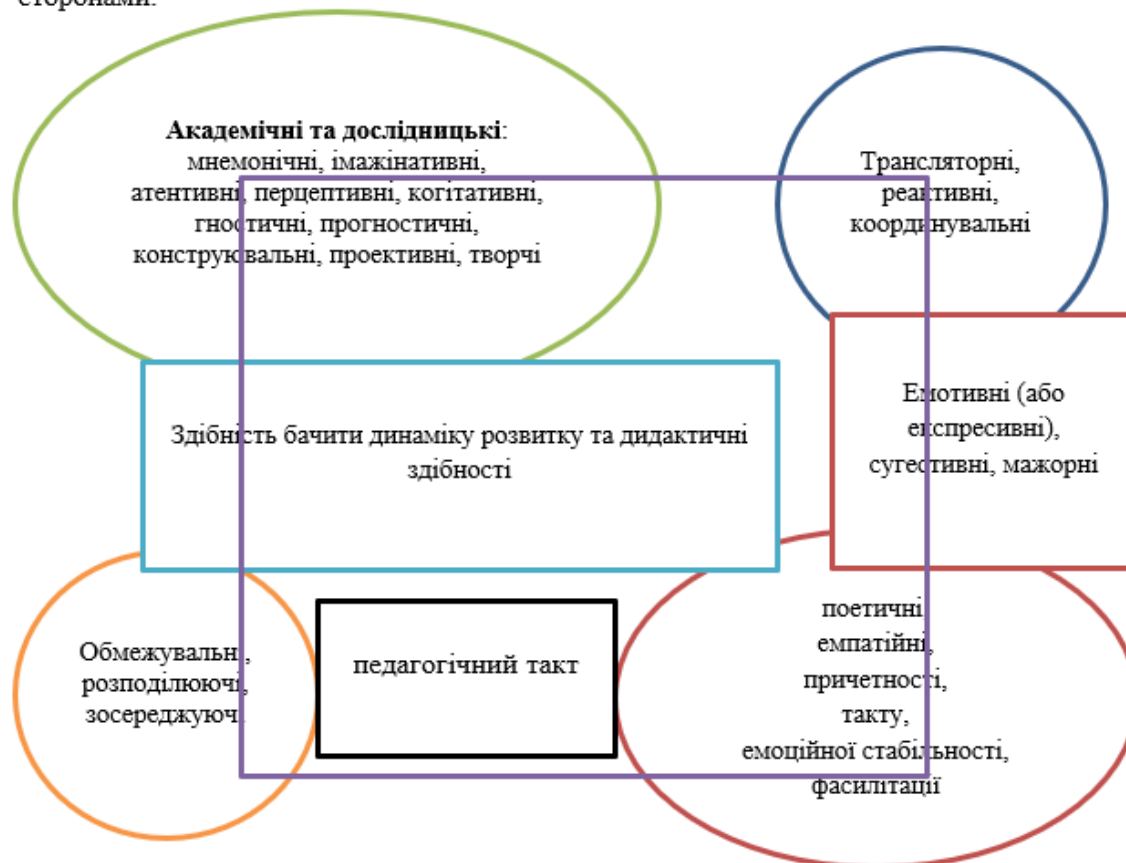 сторонами.
Академічні та дослідницькі:
мнемонічні, імажінативні,
атентивні, перцептивні, когітативні,
гностичні, прогностичні,
конструювальні, проективні, творчі
Трансляторні,
реактивні,
координувальні
Здібність бачити динаміку розвитку та дидактичні
здібності
Емотивні (або
експресивні),
сугестивні, мажорні
Обмежувальні,
розподілюючі,
зосереджуючі
педагогічний такт
поетичні,
емпатійні,
причетності,
такту,
емоційної стабільності,
фасилітації